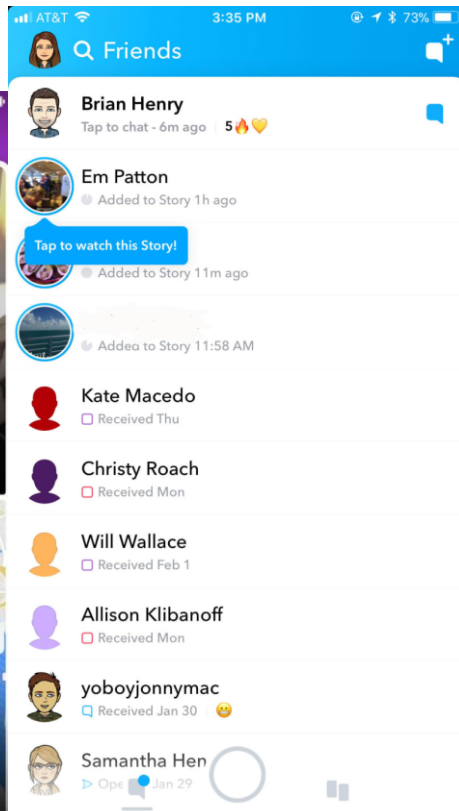 AT&T 3:35 PM 73%
Friends
Brian Henry
Tap to chat - 6m ago 5🔥💛
Em Patton
Added to Story 1h ago
Tap to watch this Story!
Added to Story 11m ago
Added to Story 11:58 AM
Kate Macedo
Received Thu
Christy Roach
Received Mon
Will Wallace
Received Feb 1
Allison Klibanoff
Received Mon
yoboyjonnymac
Received Jan 30 😬
Samantha Hen
Ope Jan 29